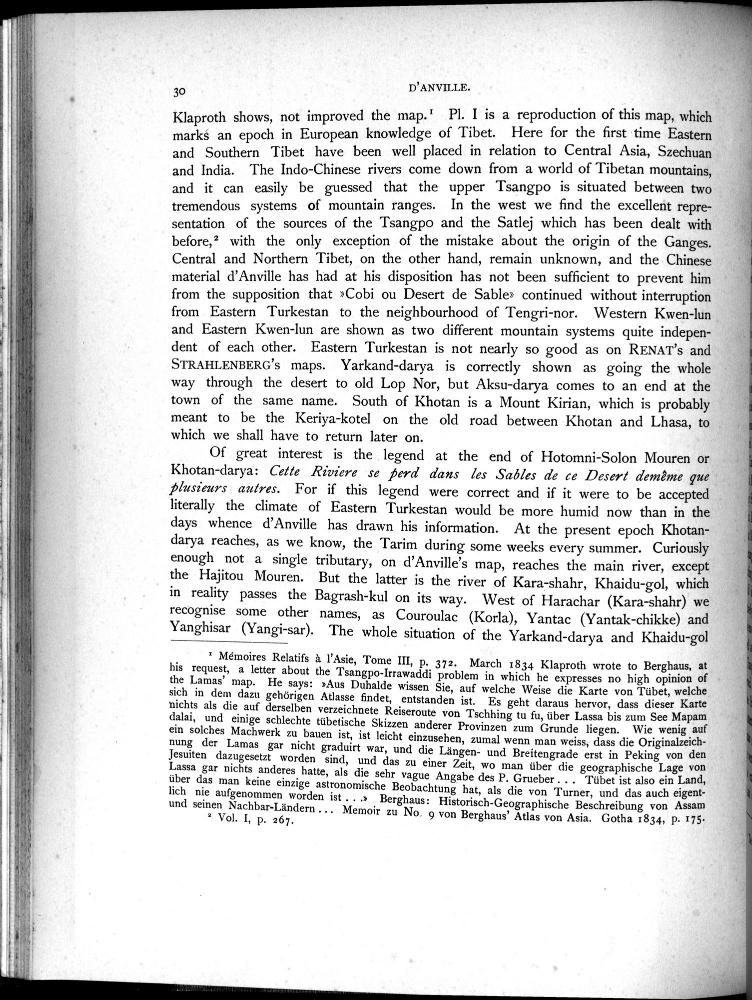 30 D'ANVILLE.
Klaproth shows, not improved the map.¹ Pl. I is a reproduction of this map, which
marks an epoch in European knowledge of Tibet. Here for the first time Eastern
and Southern Tibet have been well placed in relation to Central Asia, Szechuan
and India. The Indo-Chinese rivers come down from a world of Tibetan mountains,
and it can easily be guessed that the upper Tsangpo is situated between two
tremendous systems of mountain ranges. In the west we find the excellent repre-
sentation of the sources of the Tsangpo and the Satlej which has been dealt with
before,² with the only exception of the mistake about the origin of the Ganges.
Central and Northern Tibet, on the other hand, remain unknown, and the Chinese
material d'Anville has had at his disposition has not been sufficient to prevent him
from the supposition that »Cobi ou Desert de Sable» continued without interruption
from Eastern Turkestan to the neighbourhood of Tengri-nor. Western Kwen-lun
and Eastern Kwen-lun are shown as two different mountain systems quite indepen-
dent of each other. Eastern Turkestan is not nearly so good as on RENAT's and
STRAHLENBERG's maps. Yarkand-darya is correctly shown as going the whole
way through the desert to old Lop Nor, but Aksu-darya comes to an end at the
town of the same name. South of Khotan is a Mount Kirian, which is probably
meant to be the Keriya-kotel on the old road between Khotan and Lhasa, to
which we shall have to return later on.
Of great interest is the legend at the end of Hotomni-Solon Mouren or
Khotan-darya: Cette Riviere se perd dans les Sables de ce Desert demême que
plusieurs autres. For if this legend were correct and if it were to be accepted
literally the climate of Eastern Turkestan would be more humid now than in the
days whence d'Anville has drawn his information. At the present epoch Khotan-
darya reaches, as we know, the Tarim during some weeks every summer. Curiously
enough not a single tributary, on d'Anville's map, reaches the main river, except
the Hajitou Mouren. But the latter is the river of Kara-shahr, Khaidu-gol, which
in reality passes the Bagrash-kul on its way. West of Harachar (Kara-shahr) we
recognise some other names, as Couroulac (Korla), Yantac (Yantak-chikke) and
Yanghisar (Yangi-sar). The whole situation of the Yarkand-darya and Khaidu-gol
¹ Mémoires Relatifs à l'Asie, Tome III, p. 372. March 1834 Klaproth wrote to Berghaus, at
his request, a letter about the Tsangpo-Irrawaddi problem in which he expresses no high opinion of
the Lamas' map. He says: »Aus Duhalde wissen Sie, auf welche Weise die Karte von Tübet, welche
sich in dem dazu gehörigen Atlasse findet, entstanden ist. Es geht daraus hervor, dass dieser Karte
nichts als die auf derselben verzeichnete Reiseroute von Tsching tu fu, über Lassa bis zum See Mapam
dalai, und einige schlechte tübetische Skizzen anderer Provinzen zum Grunde liegen. Wie wenig auf
ein solches Machwerk zu bauen ist, ist leicht einzusehen, zumal wenn man weiss, dass die Originalzeich-
nung der Lamas gar nicht graduirt war, und die Längen- und Breitengrade erst in Peking von den
Jesuiten dazugesetzt worden sind, und das zu einer Zeit, wo man über die geographische Lage von
Lassa gar nichts anderes hatte, als die sehr vague Angabe des P. Grueber . . . Tübet ist also ein Land,
über das man keine einzige astronomische Beobachtung hat, als die von Turner, und das auch eigent-
lich nie aufgenommen worden ist . . .» Berghaus: Historisch-Geographische Beschreibung von Assam
und seinen Nachbar-Ländern . . . Memoir zu No. 9 von Berghaus' Atlas von Asia. Gotha 1834, p. 175.
² Vol. I, p. 267.